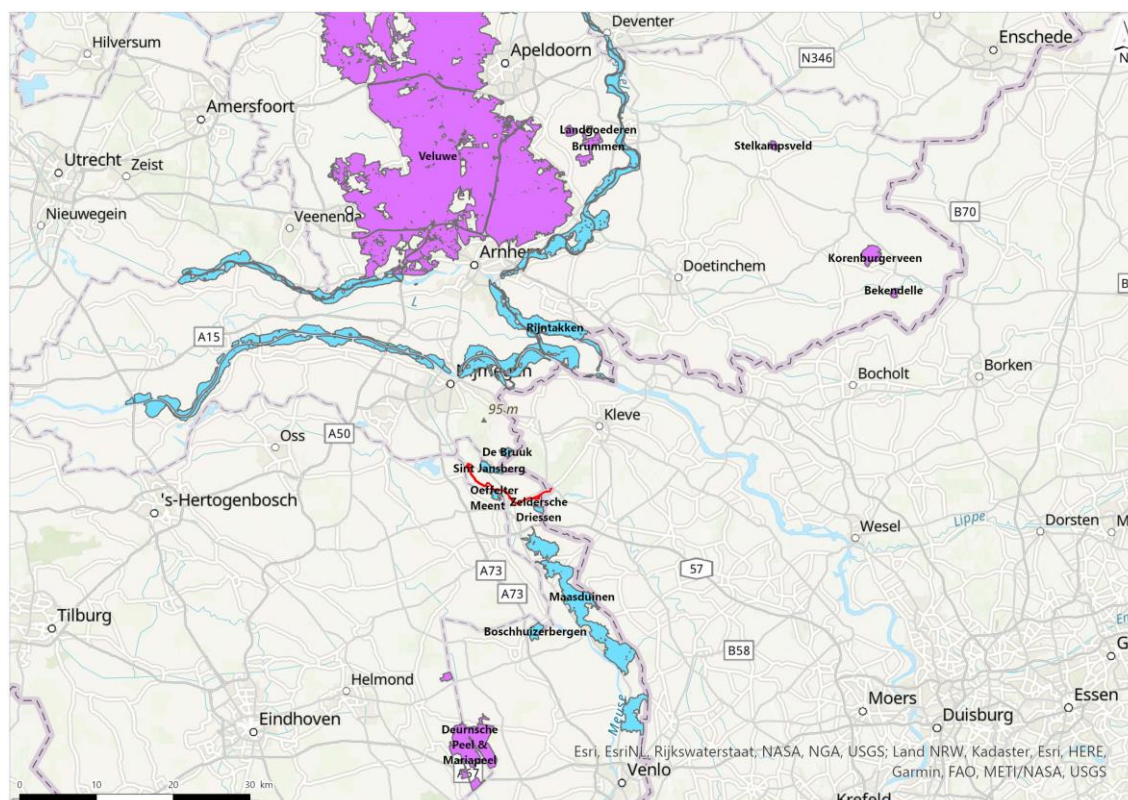 Deventer
Hilversum
Apeldoorn
Enschede
N346
N
Amersfoort
Landgoederen
Brummen
Stelkampsveld
Utrecht
Zeist
Veluwe
Nieuwegein
Veenenda
B70
Arnhe
Korenburgerveen
Doetinchem
Bekendelle
L
A15
Rijntakken
Borken
Bocholt
95 m
Kleve
Oss
A50
De Bruuk
Sint Jansberg
's-Hertogenbosch
Oeffelter
Meent
Zeldersche
Driessen
Wesel
Lippe
Dorsten
M
A73
57
A73
Maasduinen
Tilburg
Boschhuizerbergen
B58
Helmond
Moers
Essen
Eindhoven
Meuse
Duisburg
Deurnsche
Peel &
Mariapeel
Esri, EsriNL, Rijkswaterstaat, NASA, NGA, USGS; Land NRW, Kadaster, Esri, HERE,
Garmin, FAO, METI/NASA, USGS
Venlo
Krefeld
0 10 20 30 km